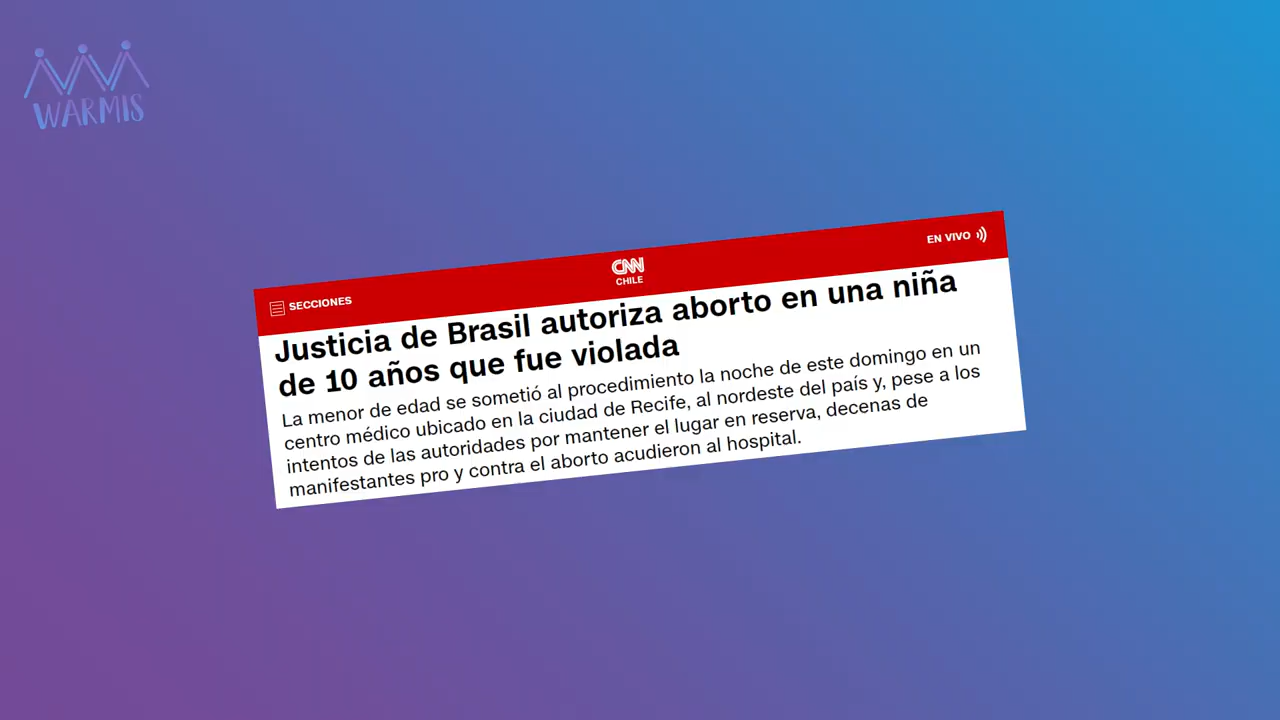 WARMIS
SECCIONES
CNN
CHILE
EN VIVO
Justicia de Brasil autoriza aborto en una niña
de 10 años que fue violada
La menor de edad se sometió al procedimiento la noche de este domingo en un
centro médico ubicado en la ciudad de Recife, al nordeste del país y, pese a los
intentos de las autoridades por mantener el lugar en reserva, decenas de
manifestantes pro y contra el aborto acudieron al hospital.